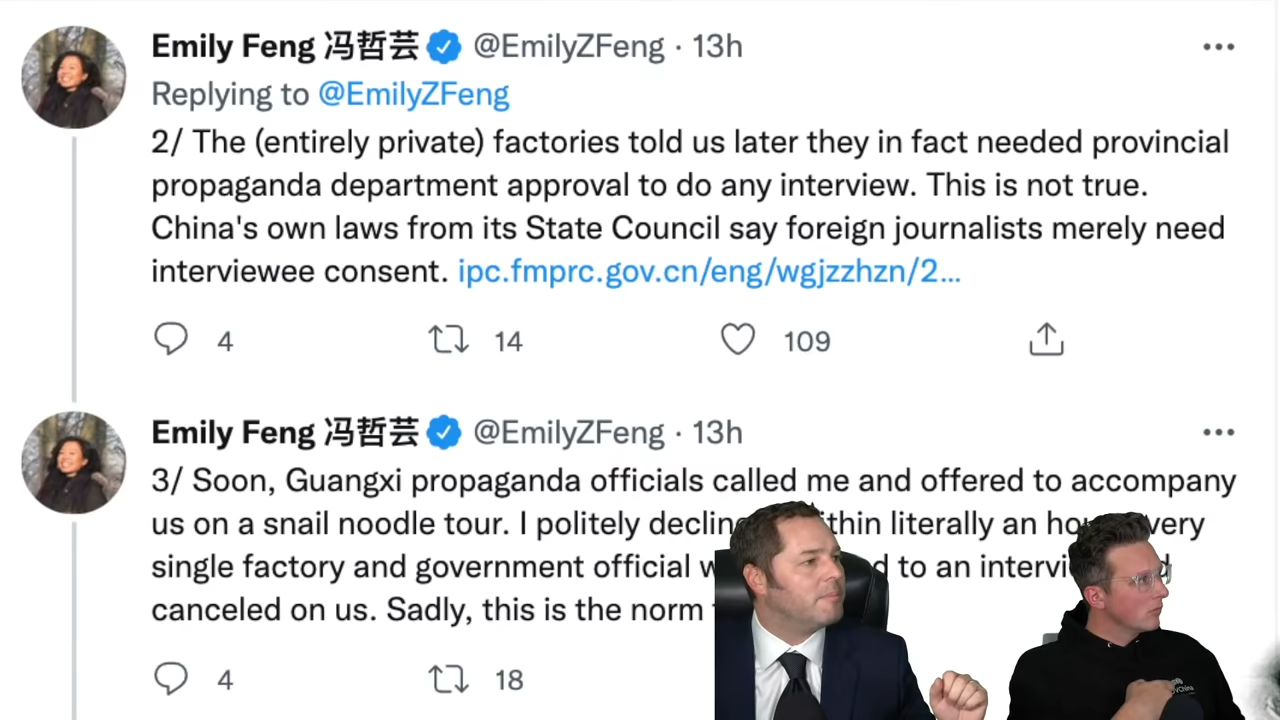 Emily Feng 冯哲芸 @EmilyZFeng · 13h
Replying to @EmilyZFeng
2/ The (entirely private) factories told us later they in fact needed provincial
propaganda department approval to do any interview. This is not true.
China's own laws from its State Council say foreign journalists merely need
interviewee consent. ipc.fmprc.gov.cn/eng/wgjzzhzn/2...
4 14 109
Emily Feng 冯哲芸 @EmilyZFeng · 13h
3/ Soon, Guangxi propaganda officials called me and offered to accompany
us on a snail noodle tour. I politely literally an
single factory and government official to an
canceled on us. Sadly, this is the norm
4 18